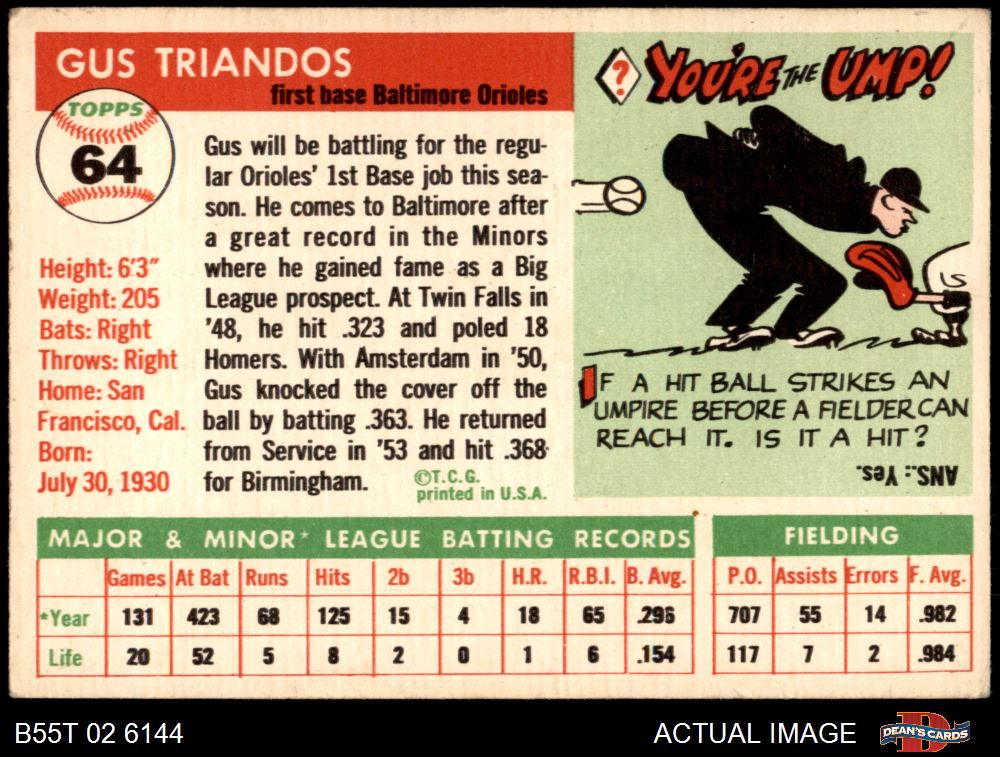 GUS TRIANDOS
first base Baltimore Orioles
TOPPS
64
Height: 6'3"
Weight: 205
Bats: Right
Throws: Right
Home: San
Francisco, Cal.
Born:
July 30, 1930
Gus will be battling for the regu-
lar Orioles' 1st Base job this sea-
son. He comes to Baltimore after
a great record in the Minors
where he gained fame as a Big
League prospect. At Twin Falls in
'48, he hit .323 and poled 18
Homers. With Amsterdam in '50,
Gus knocked the cover off the
ball by batting .363. He returned
from Service in '53 and hit .368
for Birmingham.
©T.C.G.
printed in U.S.A.
? YOU'RE THE UMP!
IF A HIT BALL STRIKES AN
UMPIRE BEFORE A FIELDER CAN
REACH IT. IS IT A HIT?
ANS.: Yes.
MAJOR & MINOR* LEAGUE BATTING RECORDS
Games At Bat Runs Hits 2b 3b H.R. R.B.I. B. Avg.
*Year 131 423 68 125 15 4 18 65 .296
Life 20 52 5 8 2 0 1 6 .154
FIELDING
P.O. Assists Errors F. Avg.
707 55 14 .982
117 7 2 .984
B55T 02 6144
ACTUAL IMAGE
D
DEAN'S CARDS